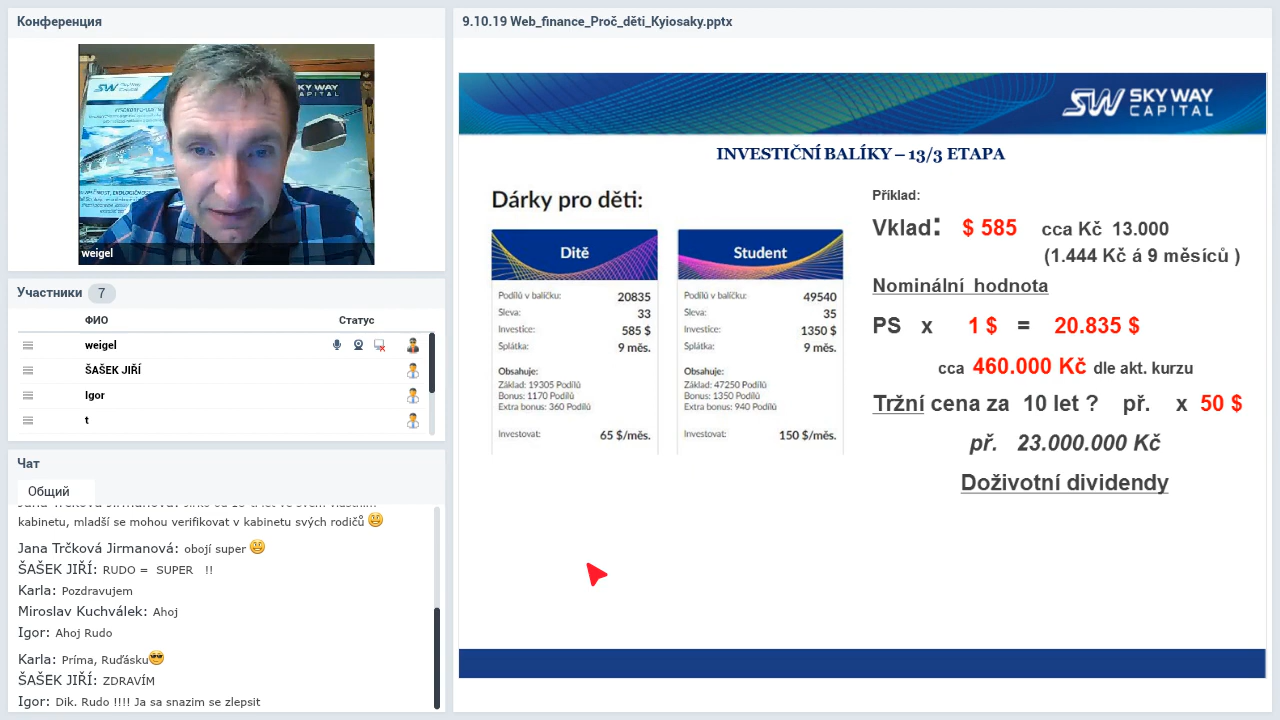 Конференция
SW
KY WAY
CAPITAL
weigel
Участники 7
ФИО Статус
weigel
ŠAŠEK JIŘÍ
Igor
t
Чат
Общий
kabinetu, mladší se mohou verifikovat v kabinetu svých rodičů
Jana Trčková Jirmanová: obojí super
ŠAŠEK JIŘÍ: RUDO = SUPER !!
Karla: Pozdravujem
Miroslav Kuchválek: Ahoj
Igor: Ahoj Rudo
Karla: Príma, Ruďásku
ŠAŠEK JIŘÍ: ZDRAVÍM
Igor: Dik. Rudo !!!! Ja sa snazim se zlepsit
9.10.19 Web_finance_Proč_děti_Kyiosaky.pptx
SW SKY WAY
CAPITAL
INVESTIČNÍ BALÍKY – 13/3 ETAPA
Dárky pro děti:
Dítě
Podílů v balíčku: 20835
Sleva: 33
Investice: 585 $
Splátka: 9 měs.
Obsahuje:
Základ: 19305 Podílů
Bonus: 1170 Podílů
Extra bonus: 360 Podílů
Investovat: 65 $/měs.
Student
Podílů v balíčku: 49540
Sleva: 35
Investice: 1350 $
Splátka: 9 měs.
Obsahuje:
Základ: 47250 Podílů
Bonus: 1350 Podílů
Extra bonus: 940 Podílů
Investovat: 150 $/měs.
Příklad:
Vklad: $ 585 cca Kč 13.000
(1.444 Kč á 9 měsíců )
Nominální hodnota
PS x 1 $ = 20.835 $
cca 460.000 Kč dle akt. kurzu
Tržní cena za 10 let ? př. x 50 $
př. 23.000.000 Kč
Doživotní dividendy